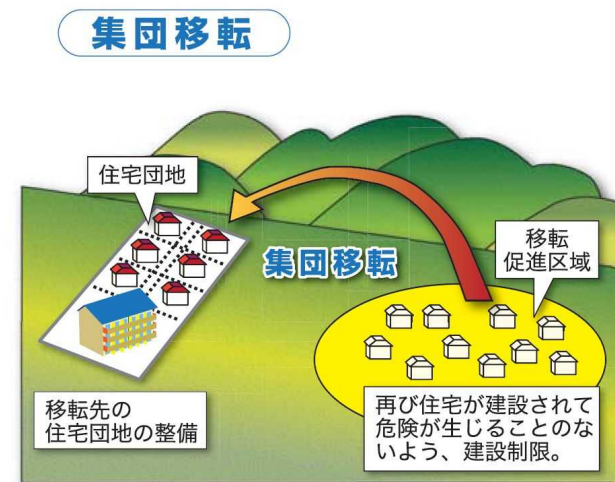 集団移転
住宅団地
集団移転
移転
促進区域
移転先の
住宅団地の整備
再び住宅が建設されて
危険が生じることのな
いよう、建設制限。